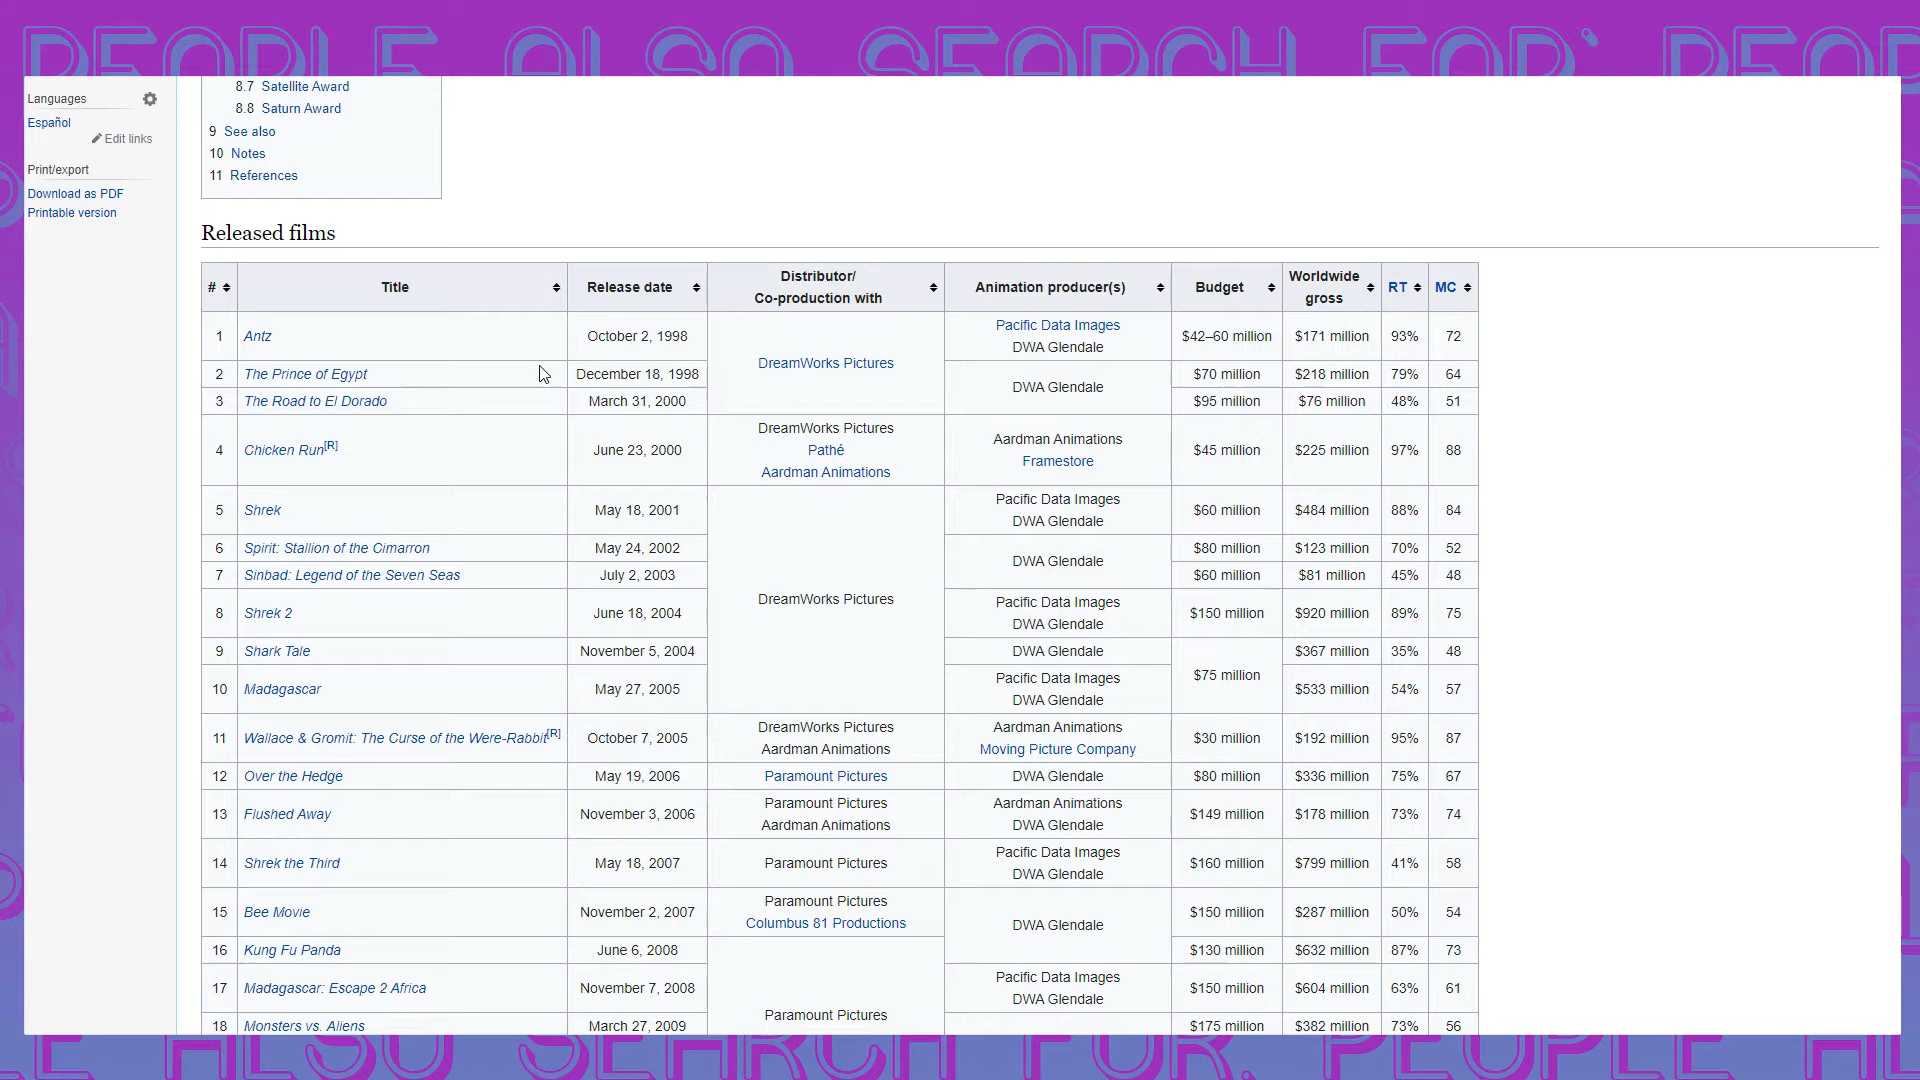 PEOPLE ALSO SEARCH FOR: PEOP
8.7 Satellite Award
8.8 Saturn Award
9 See also
10 Notes
11 References
Languages
Español
Edit links
Print/export
Download as PDF
Printable version
Released films
# Title Release date Distributor/ Co-production with Animation producer(s) Budget Worldwide gross RT MC
1 Antz October 2, 1998 DreamWorks Pictures Pacific Data Images DWA Glendale $42–60 million $171 million 93% 72
2 The Prince of Egypt December 18, 1998 DWA Glendale $70 million $218 million 79% 64
3 The Road to El Dorado March 31, 2000 $95 million $76 million 48% 51
4 Chicken Run[R] June 23, 2000 DreamWorks Pictures Pathé Aardman Animations Aardman Animations Framestore $45 million $225 million 97% 88
5 Shrek May 18, 2001 DreamWorks Pictures Pacific Data Images DWA Glendale $60 million $484 million 88% 84
6 Spirit: Stallion of the Cimarron May 24, 2002 DWA Glendale $80 million $123 million 70% 52
7 Sinbad: Legend of the Seven Seas July 2, 2003 $60 million $81 million 45% 48
8 Shrek 2 June 18, 2004 Pacific Data Images DWA Glendale $150 million $920 million 89% 75
9 Shark Tale November 5, 2004 DWA Glendale $75 million $367 million 35% 48
10 Madagascar May 27, 2005 Pacific Data Images DWA Glendale $533 million 54% 57
11 Wallace & Gromit: The Curse of the Were-Rabbit[R] October 7, 2005 DreamWorks Pictures Aardman Animations Aardman Animations Moving Picture Company $30 million $192 million 95% 87
12 Over the Hedge May 19, 2006 Paramount Pictures DWA Glendale $80 million $336 million 75% 67
13 Flushed Away November 3, 2006 Paramount Pictures Aardman Animations Aardman Animations DWA Glendale $149 million $178 million 73% 74
14 Shrek the Third May 18, 2007 Paramount Pictures Pacific Data Images DWA Glendale $160 million $799 million 41% 58
15 Bee Movie November 2, 2007 Paramount Pictures Columbus 81 Productions DWA Glendale $150 million $287 million 50% 54
16 Kung Fu Panda June 6, 2008 Paramount Pictures $130 million $632 million 87% 73
17 Madagascar: Escape 2 Africa November 7, 2008 Pacific Data Images DWA Glendale $150 million $604 million 63% 61
18 Monsters vs. Aliens March 27, 2009 $175 million $382 million 73% 56
LE ALSO SEARCH FOR: PEOPLE AL